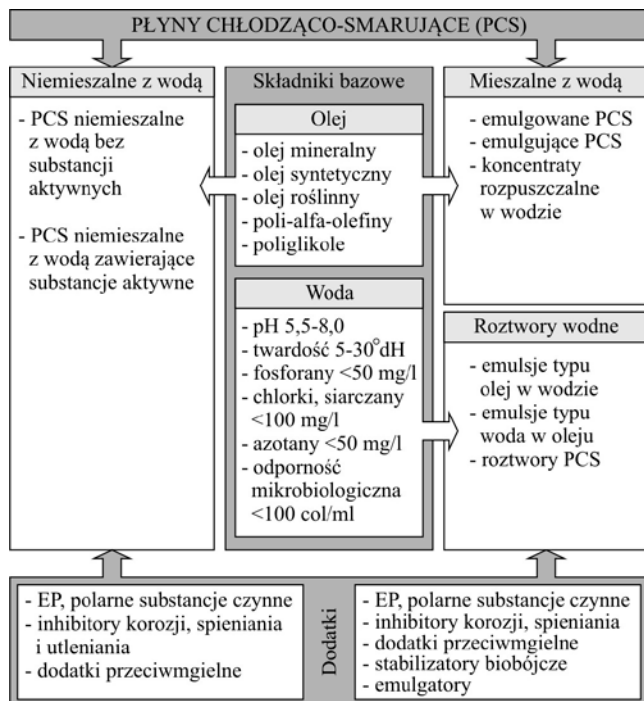 PŁYNY CHŁODZĄCO-SMARUJĄCE (PCS)
Niemieszalne z wodą
- PCS niemieszalne
z wodą bez
substancji
aktywnych
- PCS niemieszalne
z wodą zawierające
substancje aktywne
Składniki bazowe
Olej
- olej mineralny
- olej syntetyczny
- olej roślinny
- poli-alfa-olefiny
- poliglikole
Woda
- pH 5,5-8,0
- twardość 5-30°dH
- fosforany <50 mg/l
- chlorki, siarczany
<100 mg/l
- azotany <50 mg/l
- odporność
mikrobiologiczna
<100 col/ml
Mieszalne z wodą
- emulgowane PCS
- emulgujące PCS
- koncentraty
rozpuszczalne
w wodzie
Roztwory wodne
- emulsje typu
olej w wodzie
- emulsje typu
woda w oleju
- roztwory PCS
- EP, polarne substancje czynne
- inhibitory korozji, spieniania
i utleniania
- dodatki przeciwmgielne
Dodatki
- EP, polarne substancje czynne
- inhibitory korozji, spieniania
- dodatki przeciwmgielne
- stabilizatory biobójcze
- emulgatory